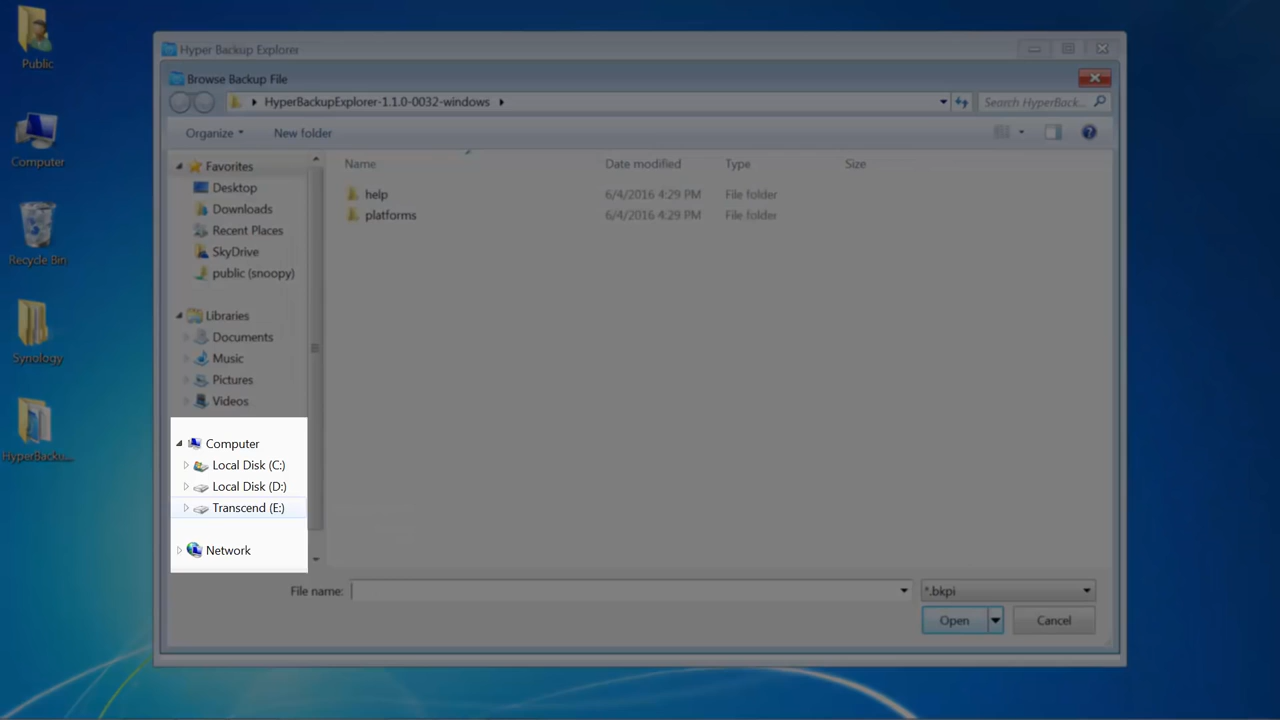 Public
Computer
Recycle Bin
Synology
HyperBacku...
Hyper Backup Explorer
Browse Backup File
HyperBackupExplorer-1.1.0-0032-windows
Search HyperBack...
Organize
New folder
Favorites
Desktop
Downloads
Recent Places
SkyDrive
public (snoopy)
Libraries
Documents
Music
Pictures
Videos
Computer
Local Disk (C:)
Local Disk (D:)
Transcend (E:)
Network
Name Date modified Type Size
help 6/4/2016 4:29 PM File folder
platforms 6/4/2016 4:29 PM File folder
File name: *.bkpi
Open Cancel